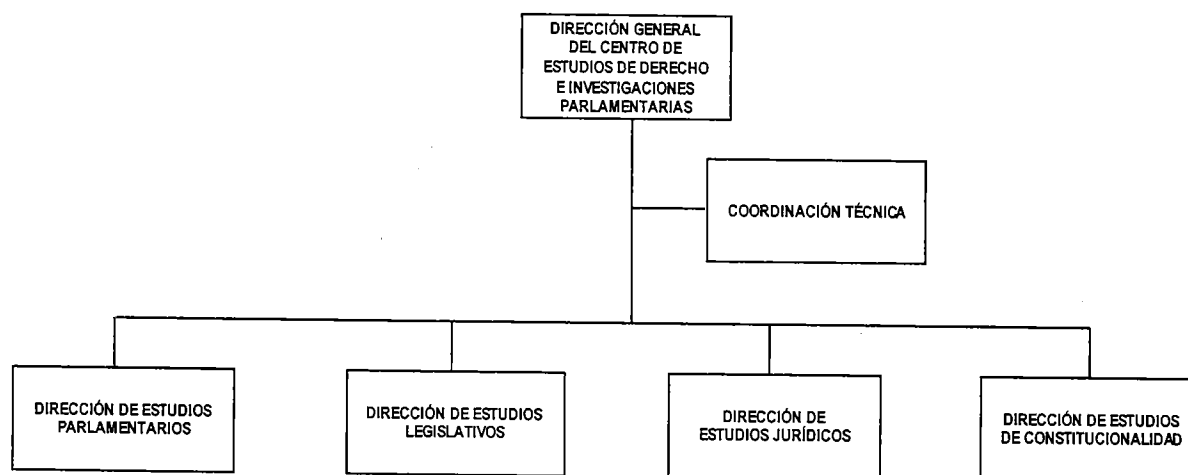 DIRECCIÓN GENERAL
DEL CENTRO DE
ESTUDIOS DE DERECHO
E INVESTIGACIONES
PARLAMENTARIAS
COORDINACIÓN TÉCNICA
DIRECCIÓN DE ESTUDIOS
PARLAMENTARIOS
DIRECCIÓN DE ESTUDIOS
LEGISLATIVOS
DIRECCIÓN DE
ESTUDIOS JURÍDICOS
DIRECCIÓN DE ESTUDIOS
DE CONSTITUCIONALIDAD